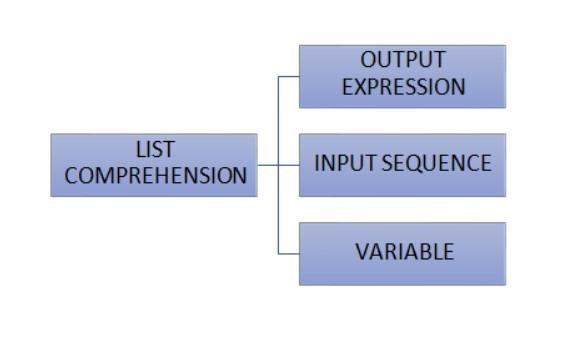 OUTPUT
EXPRESSION
LIST
COMPREHENSION
INPUT SEQUENCE
VARIABLE